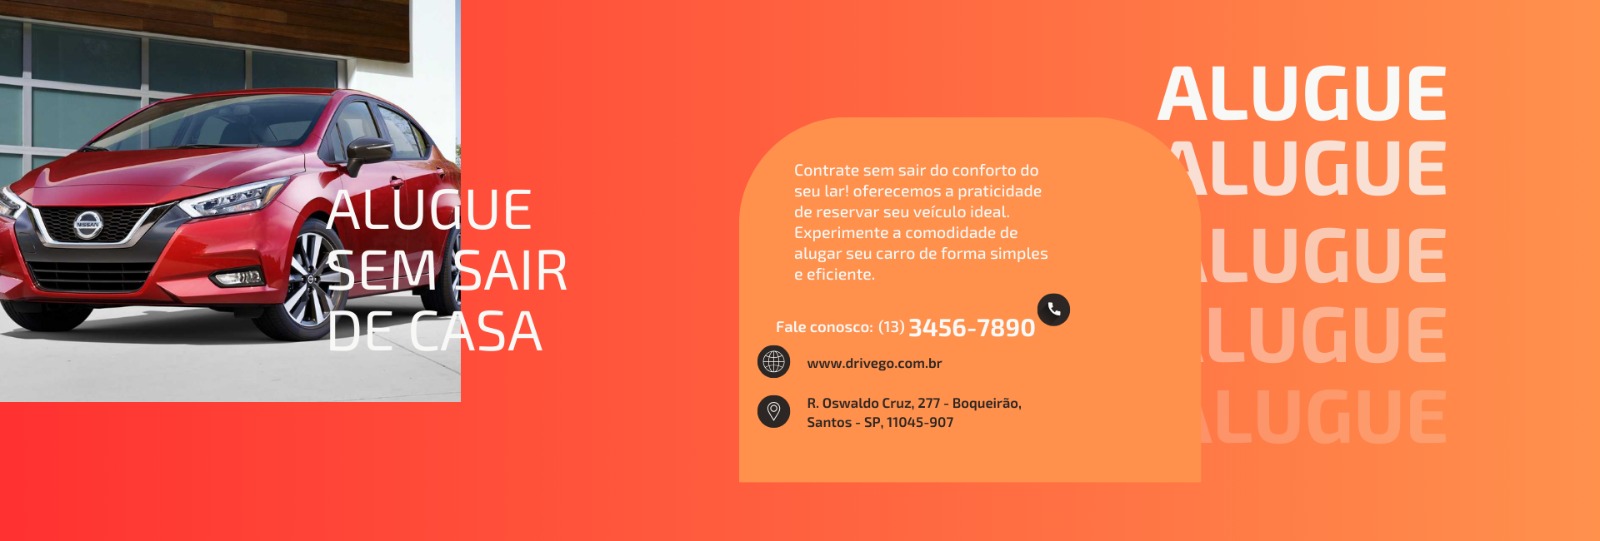 NISSAN
ALUGUE
SEM SAIR
DE CASA
Contrate sem sair do conforto do
seu lar! oferecemos a praticidade
de reservar seu veículo ideal.
Experimente a comodidade de
alugar seu carro de forma simples
e eficiente.
Fale conosco: (13) 3456-7890
www.drivego.com.br
R. Oswaldo Cruz, 277 - Boqueirão,
Santos - SP, 11045-907
ALUGUE
ALUGUE
ALUGUE
ALUGUE
ALUGUE